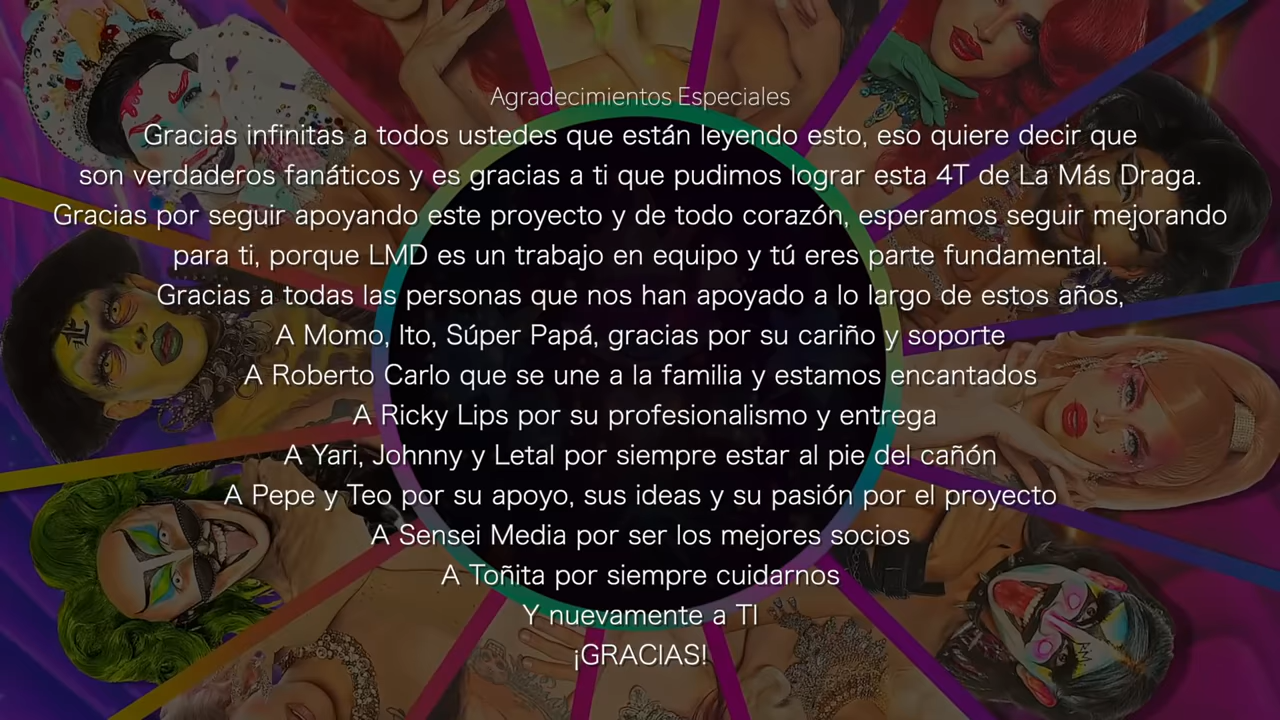 Agradecimientos Especiales
Gracias infinitas a todos ustedes que están leyendo esto, eso quiere decir que
son verdaderos fanáticos y es gracias a ti que pudimos lograr esta 4T de La Más Draga.
Gracias por seguir apoyando este proyecto y de todo corazón, esperamos seguir mejorando
para ti, porque LMD es un trabajo en equipo y tú eres parte fundamental.
Gracias a todas las personas que nos han apoyado a lo largo de estos años,
A Momo, Ito, Súper Papá, gracias por su cariño y soporte
A Roberto Carlo que se une a la familia y estamos encantados
A Ricky Lips por su profesionalismo y entrega
A Yari, Johnny y Letal por siempre estar al pie del cañón
A Pepe y Teo por su apoyo, sus ideas y su pasión por el proyecto
A Sensei Media por ser los mejores socios
A Toñita por siempre cuidarnos
Y nuevamente a TI
¡GRACIAS!